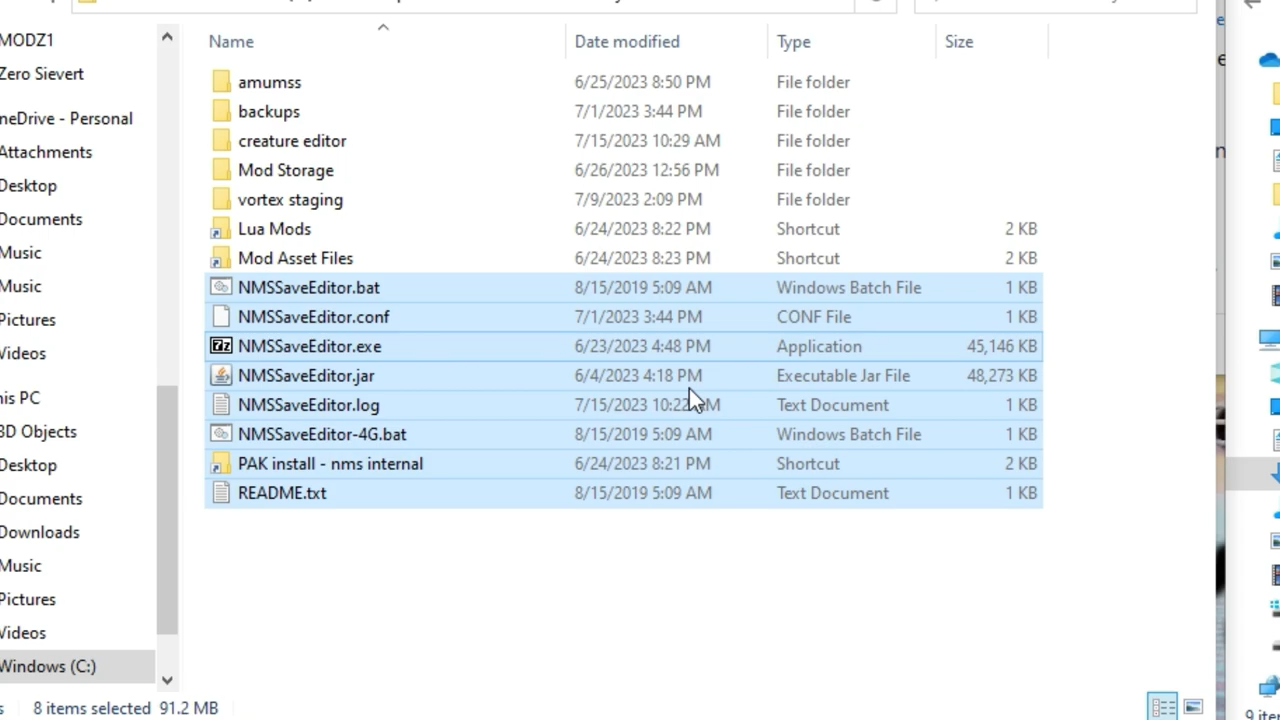 MODZ1
Zero Sievert
neDrive - Personal
Attachments
Desktop
Documents
Music
Music
Pictures
Videos
his PC
3D Objects
Desktop
Documents
Downloads
Music
Pictures
Videos
Windows (C:)
Name Date modified Type Size
amumss 6/25/2023 8:50 PM File folder
backups 7/1/2023 3:44 PM File folder
creature editor 7/15/2023 10:29 AM File folder
Mod Storage 6/26/2023 12:56 PM File folder
vortex staging 7/9/2023 2:09 PM File folder
Lua Mods 6/24/2023 8:22 PM Shortcut 2 KB
Mod Asset Files 6/24/2023 8:23 PM Shortcut 2 KB
NMSSaveEditor.bat 8/15/2019 5:09 AM Windows Batch File 1 KB
NMSSaveEditor.conf 7/1/2023 3:44 PM CONF File 1 KB
NMSSaveEditor.exe 6/23/2023 4:48 PM Application 45,146 KB
NMSSaveEditor.jar 6/4/2023 4:18 PM Executable Jar File 48,273 KB
NMSSaveEditor.log 7/15/2023 10:22 AM Text Document 1 KB
NMSSaveEditor-4G.bat 8/15/2019 5:09 AM Windows Batch File 1 KB
PAK install - nms internal 6/24/2023 8:21 PM Shortcut 2 KB
README.txt 8/15/2019 5:09 AM Text Document 1 KB
s 8 items selected 91.2 MB